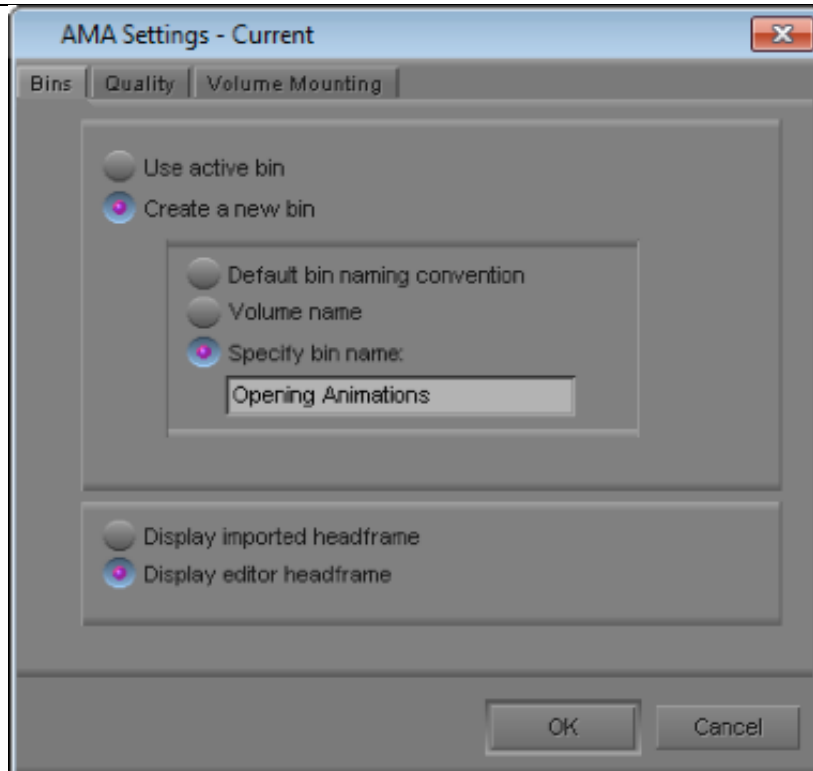 AMA Settings - Current
Bins Quality Volume Mounting
Use active bin
Create a new bin
Default bin naming convention
Volume name
Specify bin name:
Opening Animations
Display imported headframe
Display editor headframe
OK Cancel